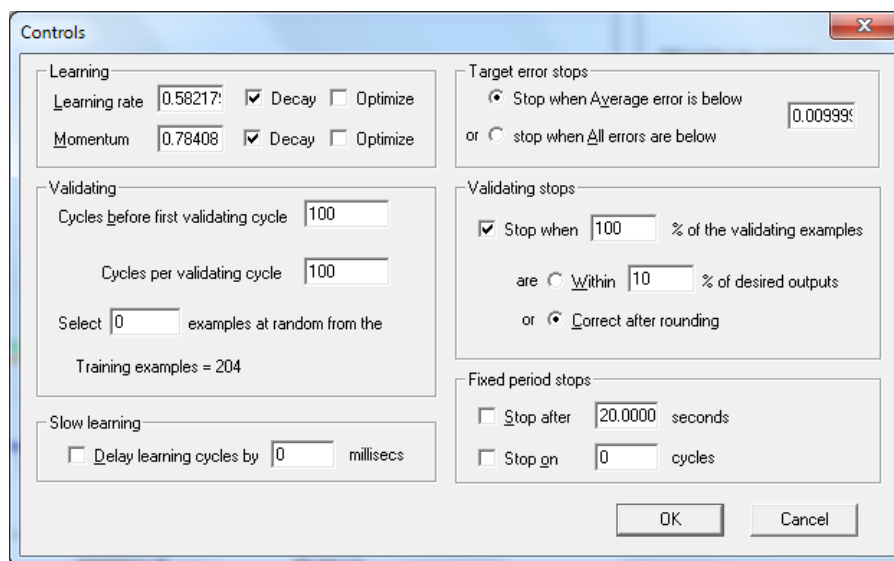 Controls
Learning
Learning rate 0.582179 Decay Optimize
Momentum 0.78408 Decay Optimize
Validating
Cycles before first validating cycle 100
Cycles per validating cycle 100
Select 0 examples at random from the
Training examples = 204
Slow learning
Delay learning cycles by 0 millisecs
Target error stops
Stop when Average error is below
or stop when All errors are below
0.009999
Validating stops
Stop when 100 % of the validating examples
are Within 10 % of desired outputs
or Correct after rounding
Fixed period stops
Stop after 20.0000 seconds
Stop on 0 cycles
OK Cancel